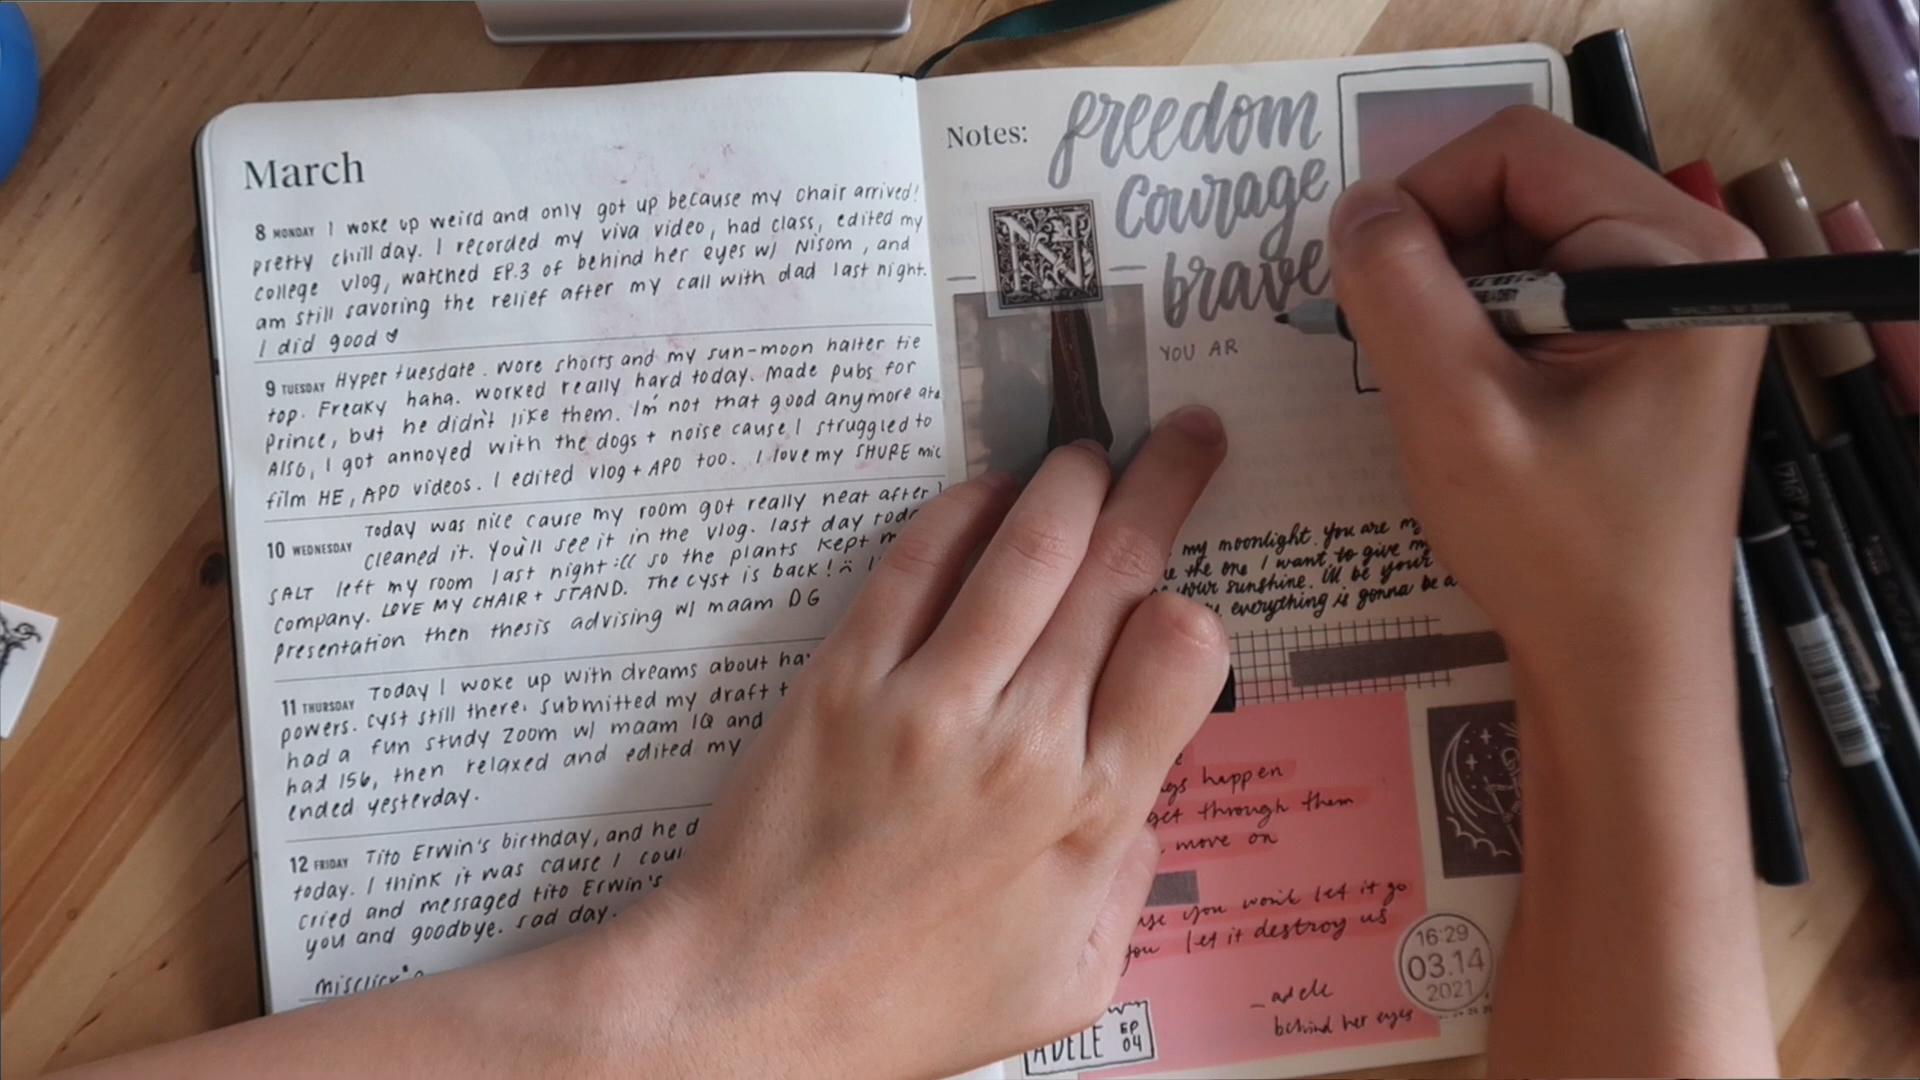 March
8 MONDAY I woke up weird and only got up because my chair arrived!
pretty chill day. I recorded my viva video, had class, edited my
college vlog, watched EP.3 of behind her eyes w/ Nisom, and
am still savoring the relief after my call with dad last night.
I did good
9 TUESDAY Hyper tuesdate. wore shorts and my sun-moon halter tie
top. Freaky haha. worked really hard today. Made pubs for
Prince, but he didn't like them. I'm not that good anymore ata
Also, I got annoyed with the dogs + noise cause I struggled to
film HE, APO videos. I edited vlog + APO too. I love my SHURE mic
10 WEDNESDAY Today was nice cause my room got really neat after I
cleaned it. You'll see it in the vlog. last day
SALT left my room last night :(( so the plants kept
company. LOVE MY CHAIR + STAND. The cyst is back!
presentation then thesis advising w/ maam DG
11 THURSDAY Today I woke up with dreams about
powers. cyst still there. submitted my draft
had a fun study zoom w/ maam IQ and
had 156, then relaxed and edited my
ended yesterday.
12 FRIDAY Tito Erwin's birthday, and he d
today. I think it was cause I
cried and messaged tito Erwin's
you and goodbye. sad day.
Notes:
freedom
courage
brave
N
YOU AR
my moonlight. You are
the one I want to give
your sunshine. I'll be your
everything is gonna be a
happen
get through them
move on
you won't let it go
you let it destroy us
- adele
behind her eyes
16:29
03.14
2021
ADELE EP 04